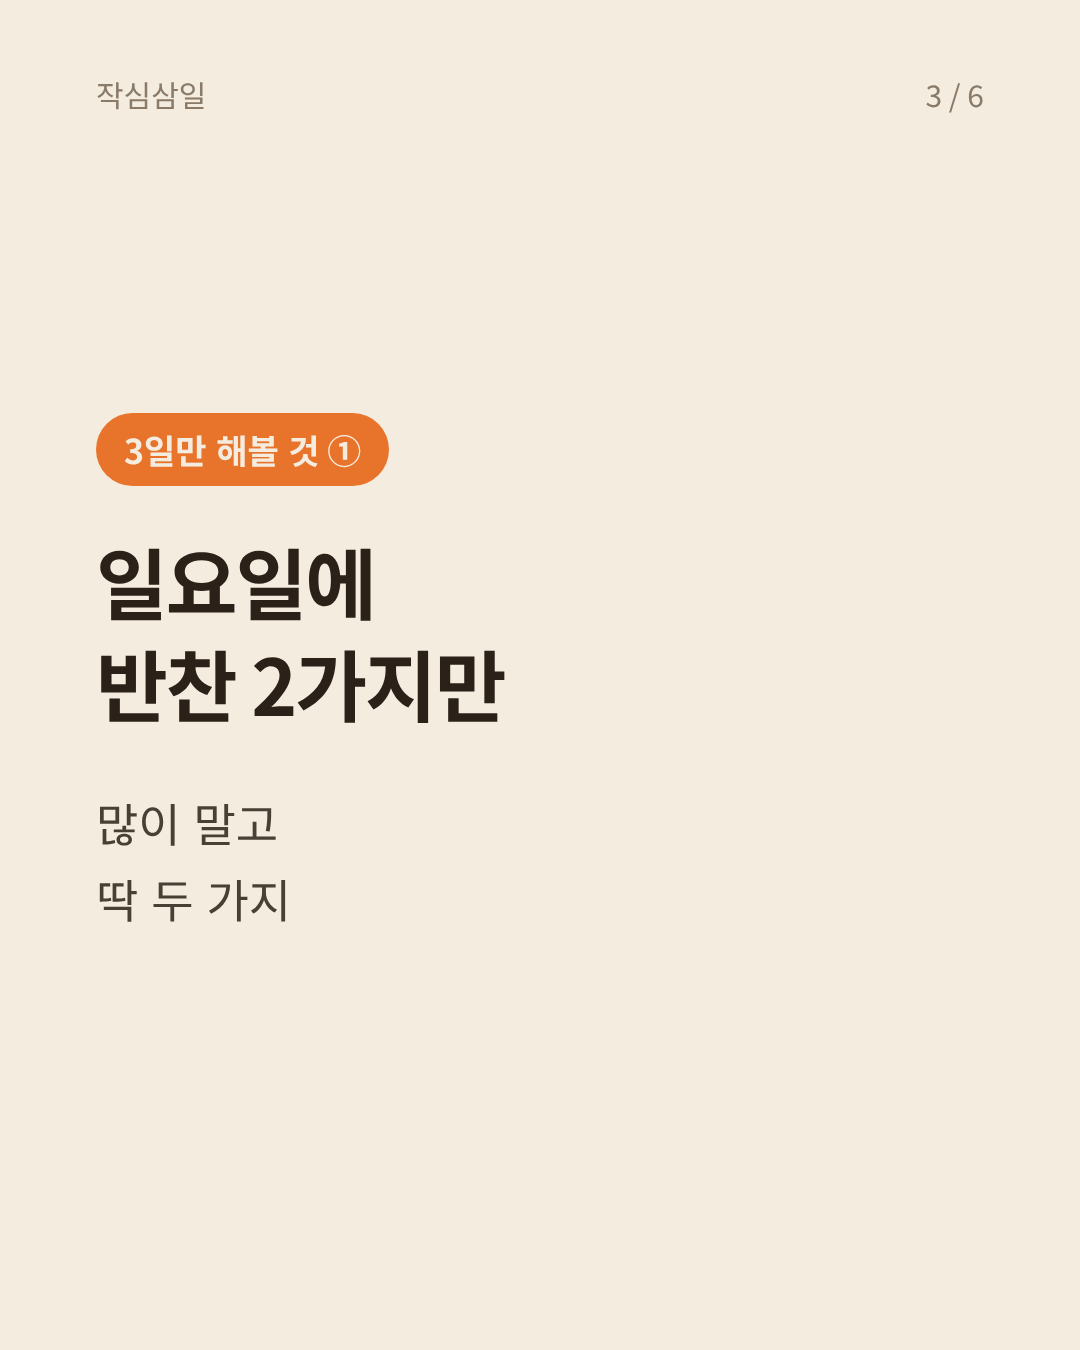 작심삼일
3 / 6
3일만 해볼 것 ①
일요일에
반찬 2가지만
많이 말고
딱 두 가지